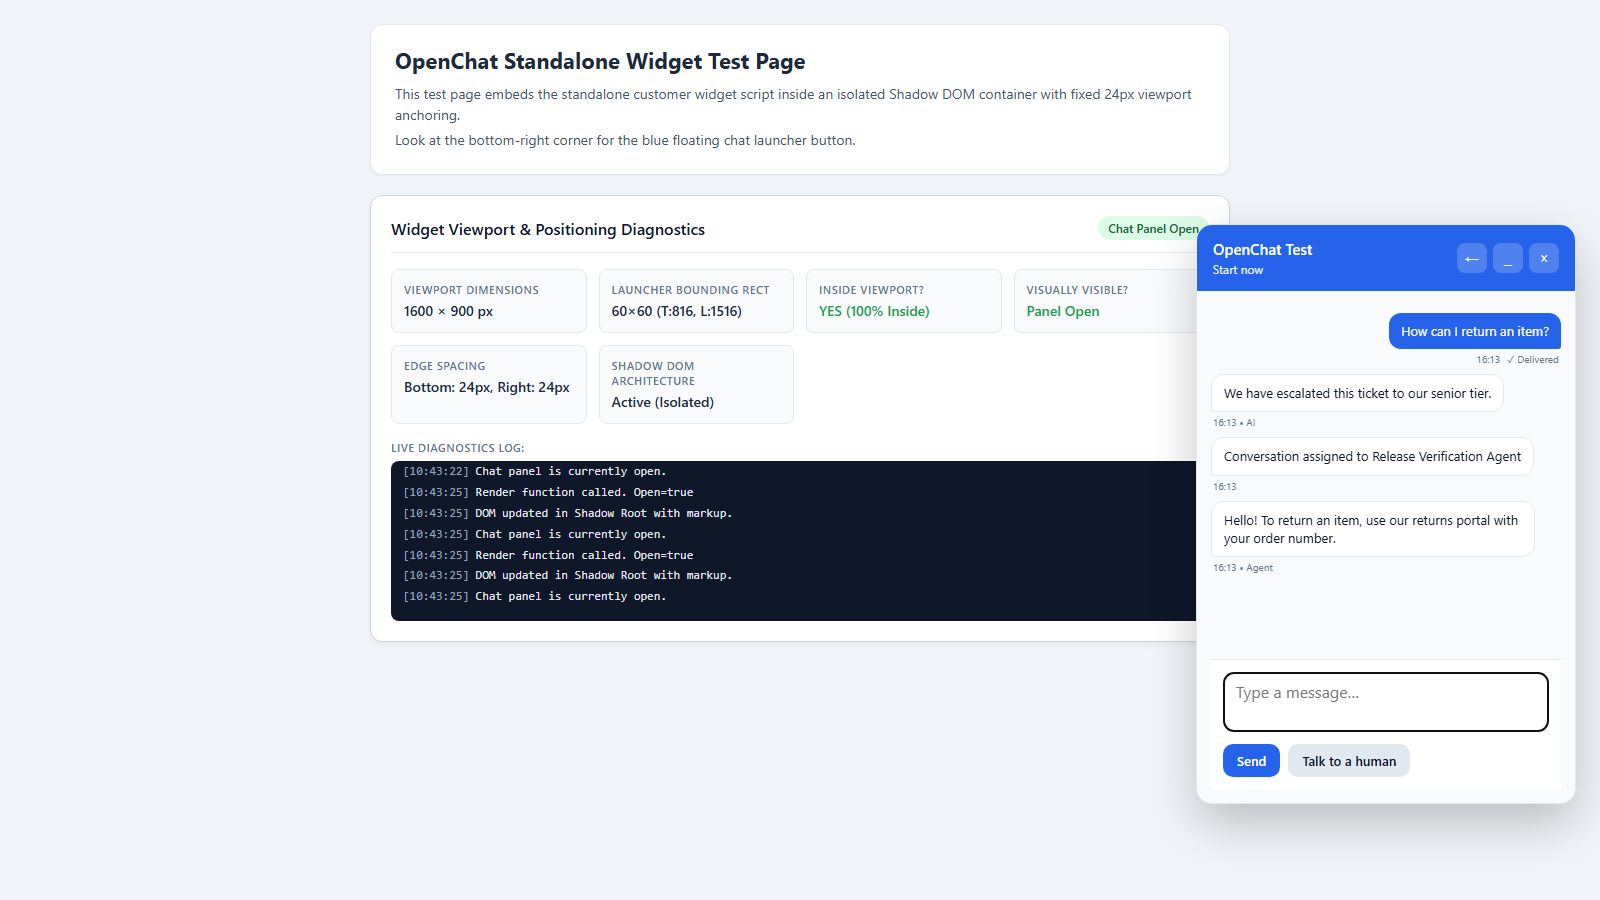 OpenChat Standalone Widget Test Page
This test page embeds the standalone customer widget script inside an isolated Shadow DOM container with fixed 24px viewport
anchoring.
Look at the bottom-right corner for the blue floating chat launcher button.
Widget Viewport & Positioning Diagnostics
Chat Panel Open
VIEWPORT DIMENSIONS
1600 × 900 px
LAUNCHER BOUNDING RECT
60×60 (T:816, L:1516)
INSIDE VIEWPORT?
YES (100% Inside)
VISUALLY VISIBLE?
Panel Open
EDGE SPACING
Bottom: 24px, Right: 24px
SHADOW DOM
ARCHITECTURE
Active (Isolated)
LIVE DIAGNOSTICS LOG:
[10:43:22] Chat panel is currently open.
[10:43:25] Render function called. Open=true
[10:43:25] DOM updated in Shadow Root with markup.
[10:43:25] Chat panel is currently open.
[10:43:25] Render function called. Open=true
[10:43:25] DOM updated in Shadow Root with markup.
[10:43:25] Chat panel is currently open.
OpenChat Test
Start now
← _ ×
How can I return an item?
16:13 ✓ Delivered
We have escalated this ticket to our senior tier.
16:13 • AI
Conversation assigned to Release Verification Agent
16:13
Hello! To return an item, use our returns portal with
your order number.
16:13 • Agent
Type a message...
Send
Talk to a human